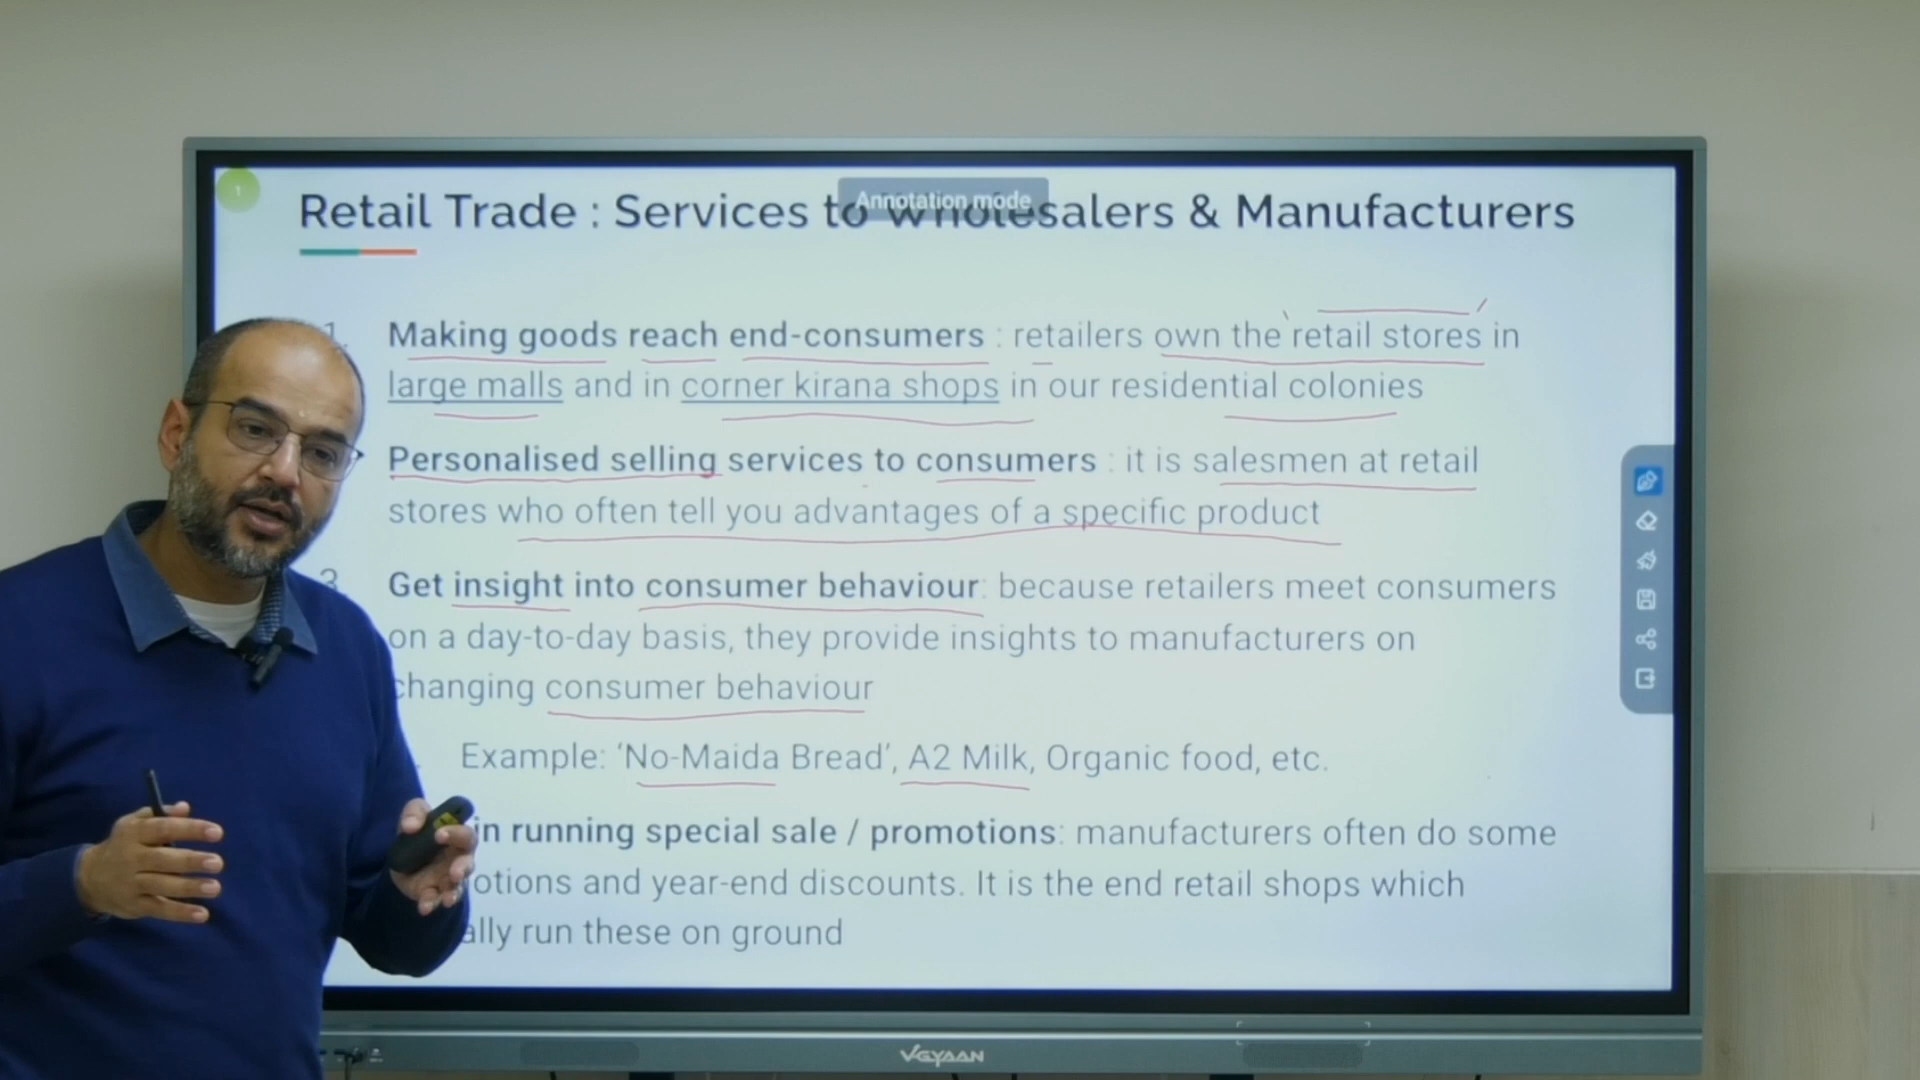 1
Annotation mode
Retail Trade : Services to Wholesalers & Manufacturers
1. Making goods reach end-consumers : retailers own the retail stores in
large malls and in corner kirana shops in our residential colonies
Personalised selling services to consumers : it is salesmen at retail
stores who often tell you advantages of a specific product
3. Get insight into consumer behaviour: because retailers meet consumers
on a day-to-day basis, they provide insights to manufacturers on
changing consumer behaviour
Example: ‘No-Maida Bread’, A2 Milk, Organic food, etc.
in running special sale / promotions: manufacturers often do some
otions and year-end discounts. It is the end retail shops which
ally run these on ground
VGYAAN